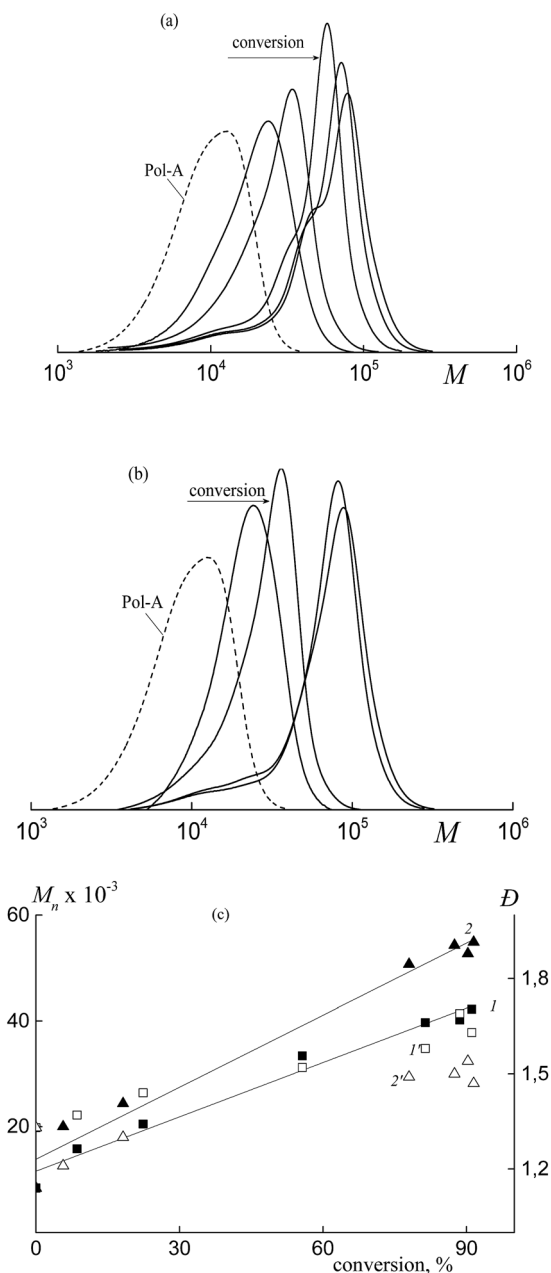 (a)
conversion
Pol-A
10³ 10⁴ 10⁵ M 10⁶
(b)
conversion
Pol-A
10³ 10⁴ 10⁵ M 10⁶
Mₙ x 10⁻³ (c) Đ
60
2
1,8
40 1
1'
2' 1,5
20
1,2
0 30 60 90
conversion, %